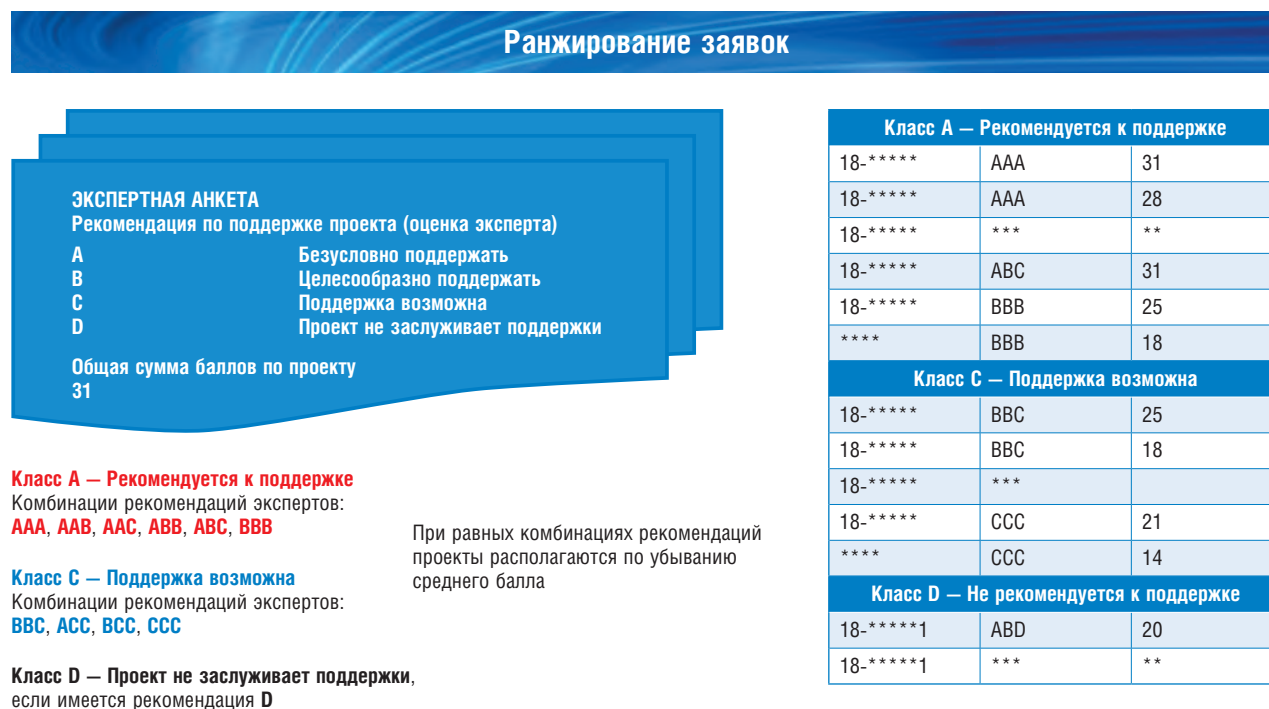 Ранжирование заявок
ЭКСПЕРТНАЯ АНКЕТА
Рекомендация по поддержке проекта (оценка эксперта)
A Безусловно поддержать
B Целесообразно поддержать
C Поддержка возможна
D Проект не заслуживает поддержки
Общая сумма баллов по проекту
31
Класс A — Рекомендуется к поддержке
Комбинации рекомендаций экспертов:
AAA, AAB, AAC, ABB, ABC, BBB
Класс C — Поддержка возможна
Комбинации рекомендаций экспертов:
BBC, ACC, BCC, CCC
Класс D — Проект не заслуживает поддержки,
если имеется рекомендация D
При равных комбинациях рекомендаций
проекты располагаются по убыванию
среднего балла
Класс A — Рекомендуется к поддержке
18-***** AAA 31
18-***** AAA 28
18-***** *** **
18-***** ABC 31
18-***** BBB 25
**** BBB 18
Класс C — Поддержка возможна
18-***** BBC 25
18-***** BBC 18
18-***** ***
18-***** CCC 21
**** CCC 14
Класс D — Не рекомендуется к поддержке
18-*****1 ABD 20
18-*****1 *** **